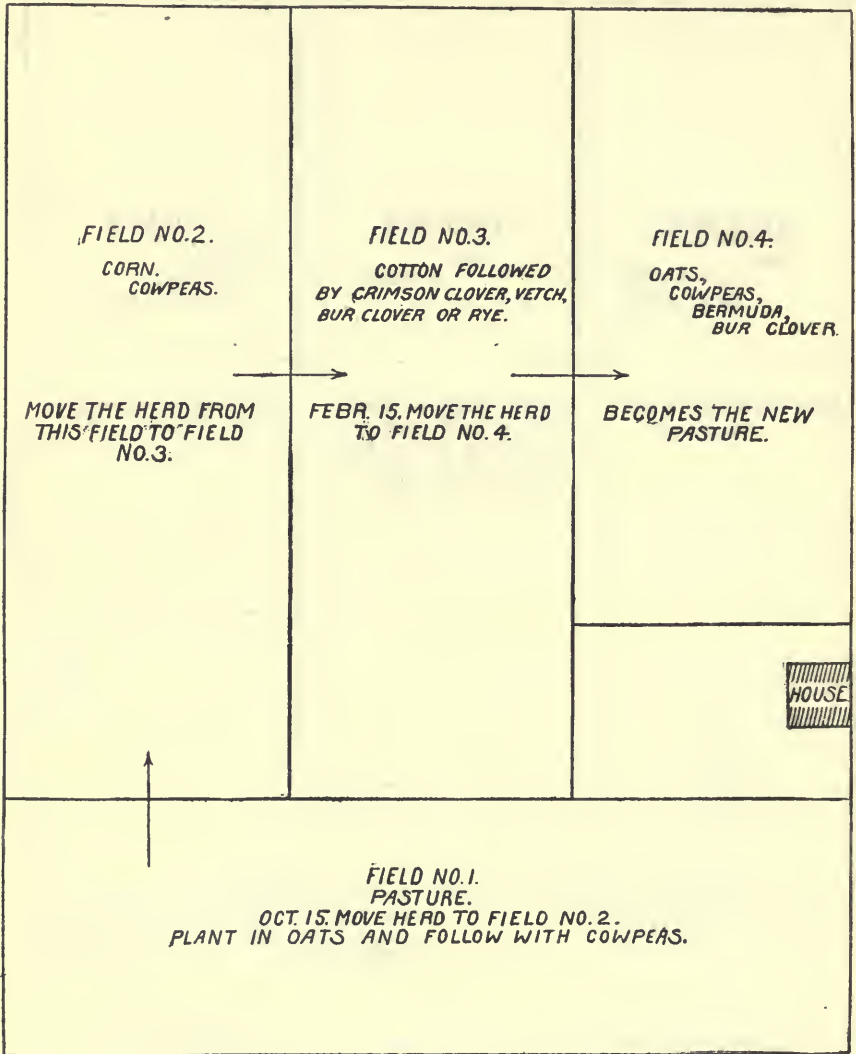 FIELD NO.2.
CORN.
COWPEAS.
MOVE THE HERD FROM
THIS FIELD TO FIELD
NO.3.
FIELD NO.3.
COTTON FOLLOWED
BY CRIMSON CLOVER, VETCH,
BUR CLOVER OR RYE.
FEBR. 15. MOVE THE HERD
TO FIELD NO.4.
FIELD NO.4.
OATS,
COWPEAS,
BERMUDA,
BUR CLOVER.
BECOMES THE NEW
PASTURE.
HOUSE
FIELD NO.1.
PASTURE.
OCT. 15. MOVE HERD TO FIELD NO.2.
PLANT IN OATS AND FOLLOW WITH COWPEAS.